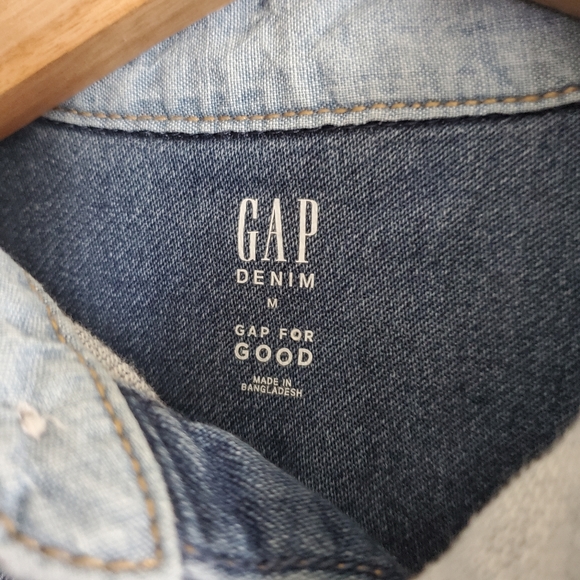 GAP
DENIM
M
GAP FOR
GOOD
MADE IN
BANGLADESH